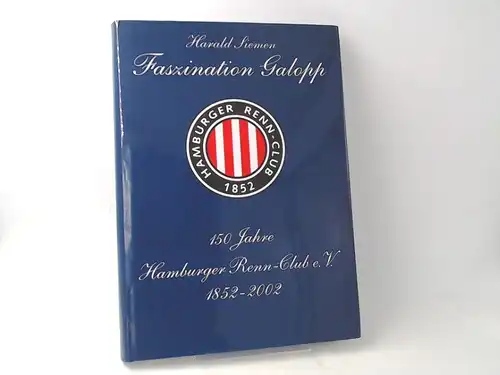 Harald Siemen
Faszination Galopp
HAMBURGER RENN-CLUB
1852
150 Jahre
Hamburger Renn-Club e.V.
1852-2002